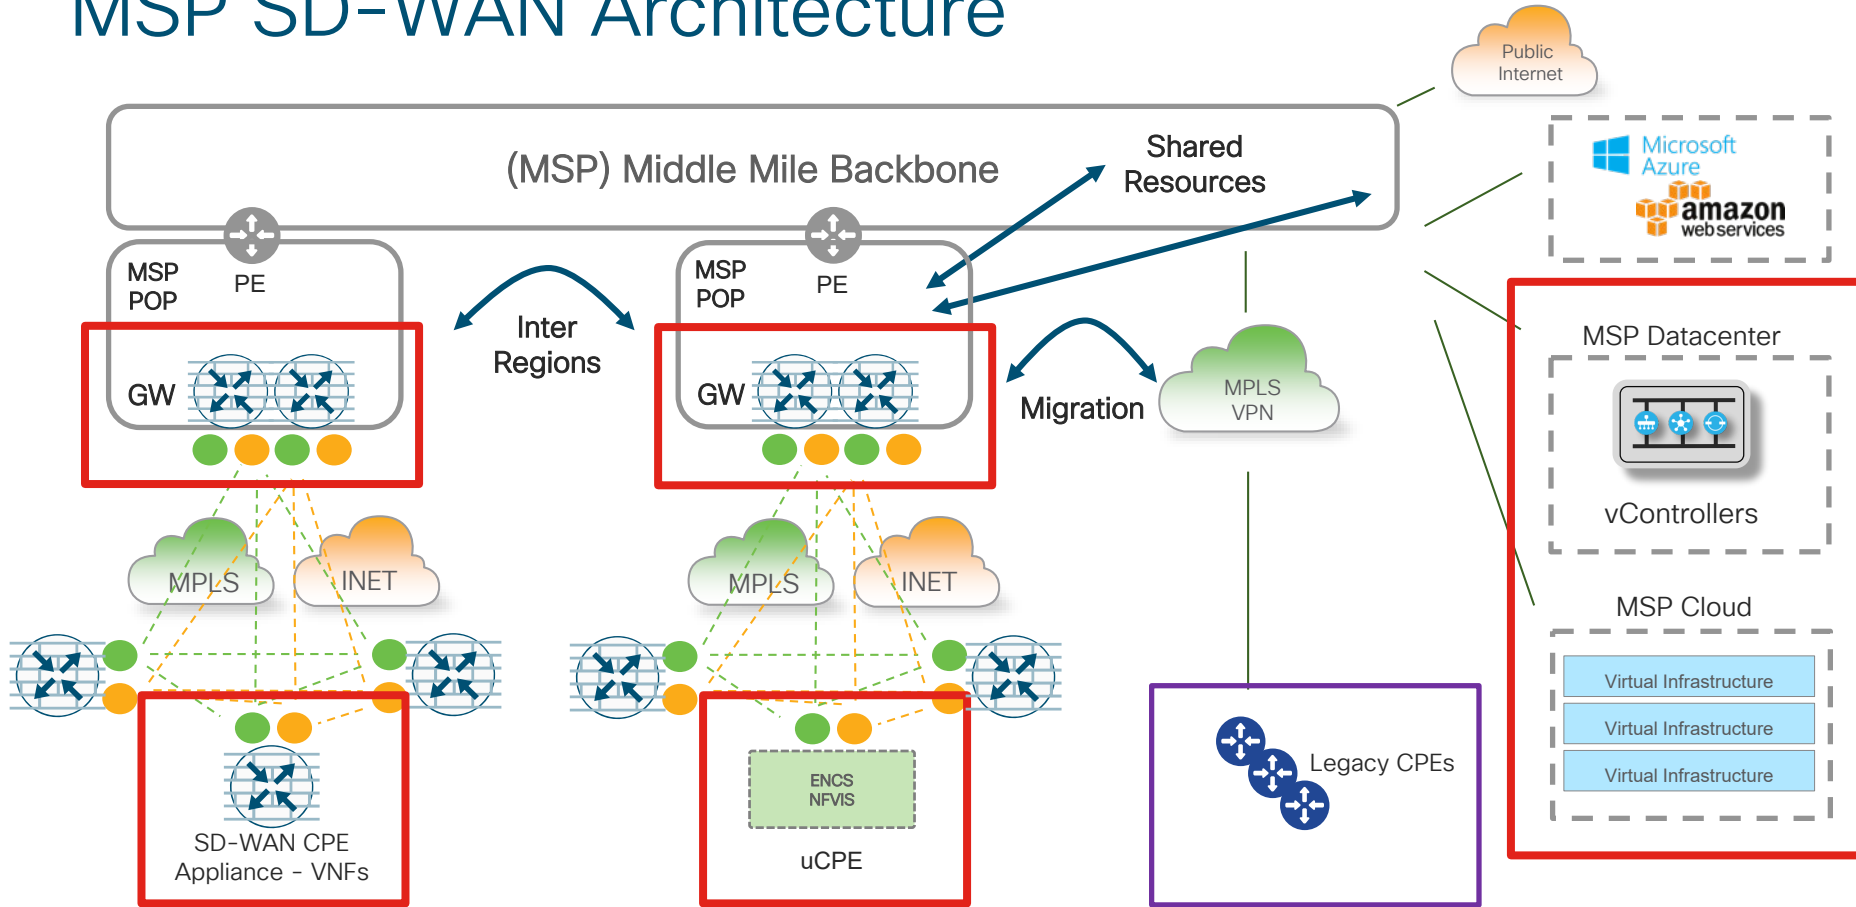 MSP SD-WAN Architecture
Public
Internet
(MSP) Middle Mile Backbone
Shared
Resources
Microsoft
Azure
amazon
webservices
MSP
POP
PE
GW
Inter
Regions
MSP
POP
PE
GW
Migration
MPLS
VPN
MSP Datacenter
vControllers
MPLS
INET
MPLS
INET
MSP Cloud
Virtual Infrastructure
Virtual Infrastructure
Virtual Infrastructure
SD-WAN CPE
Appliance - VNFs
ENCS
NFVIS
uCPE
Legacy CPEs